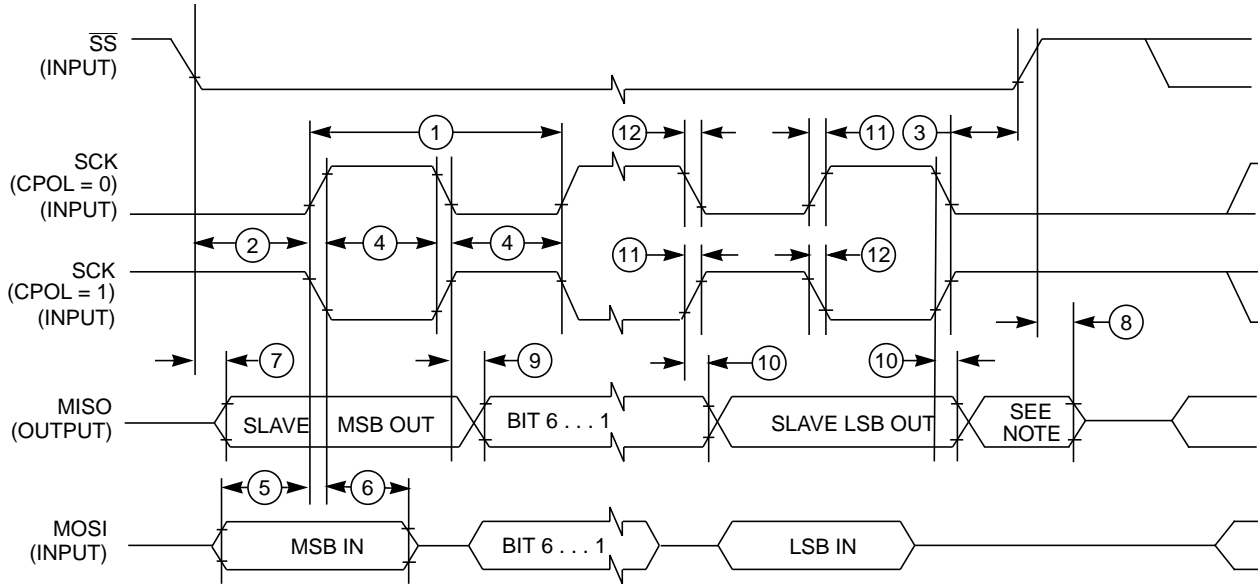 S̅S̅
(INPUT)
1
12
11
3
SCK
(CPOL = 0)
(INPUT)
2
4
4
SCK
(CPOL = 1)
(INPUT)
11
12
8
7
9
10
10
MISO
(OUTPUT)
SLAVE
MSB OUT
BIT 6 . . . 1
SLAVE LSB OUT
SEE
NOTE
5
6
MOSI
(INPUT)
MSB IN
BIT 6 . . . 1
LSB IN